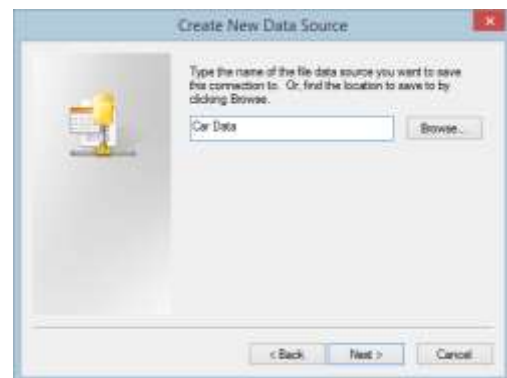 Create New Data Source
Type the name of the file data source you want to save
this connection to. Or, find the location to save to by
clicking Browse.
Car Data
Browse...
< Back
Next >
Cancel